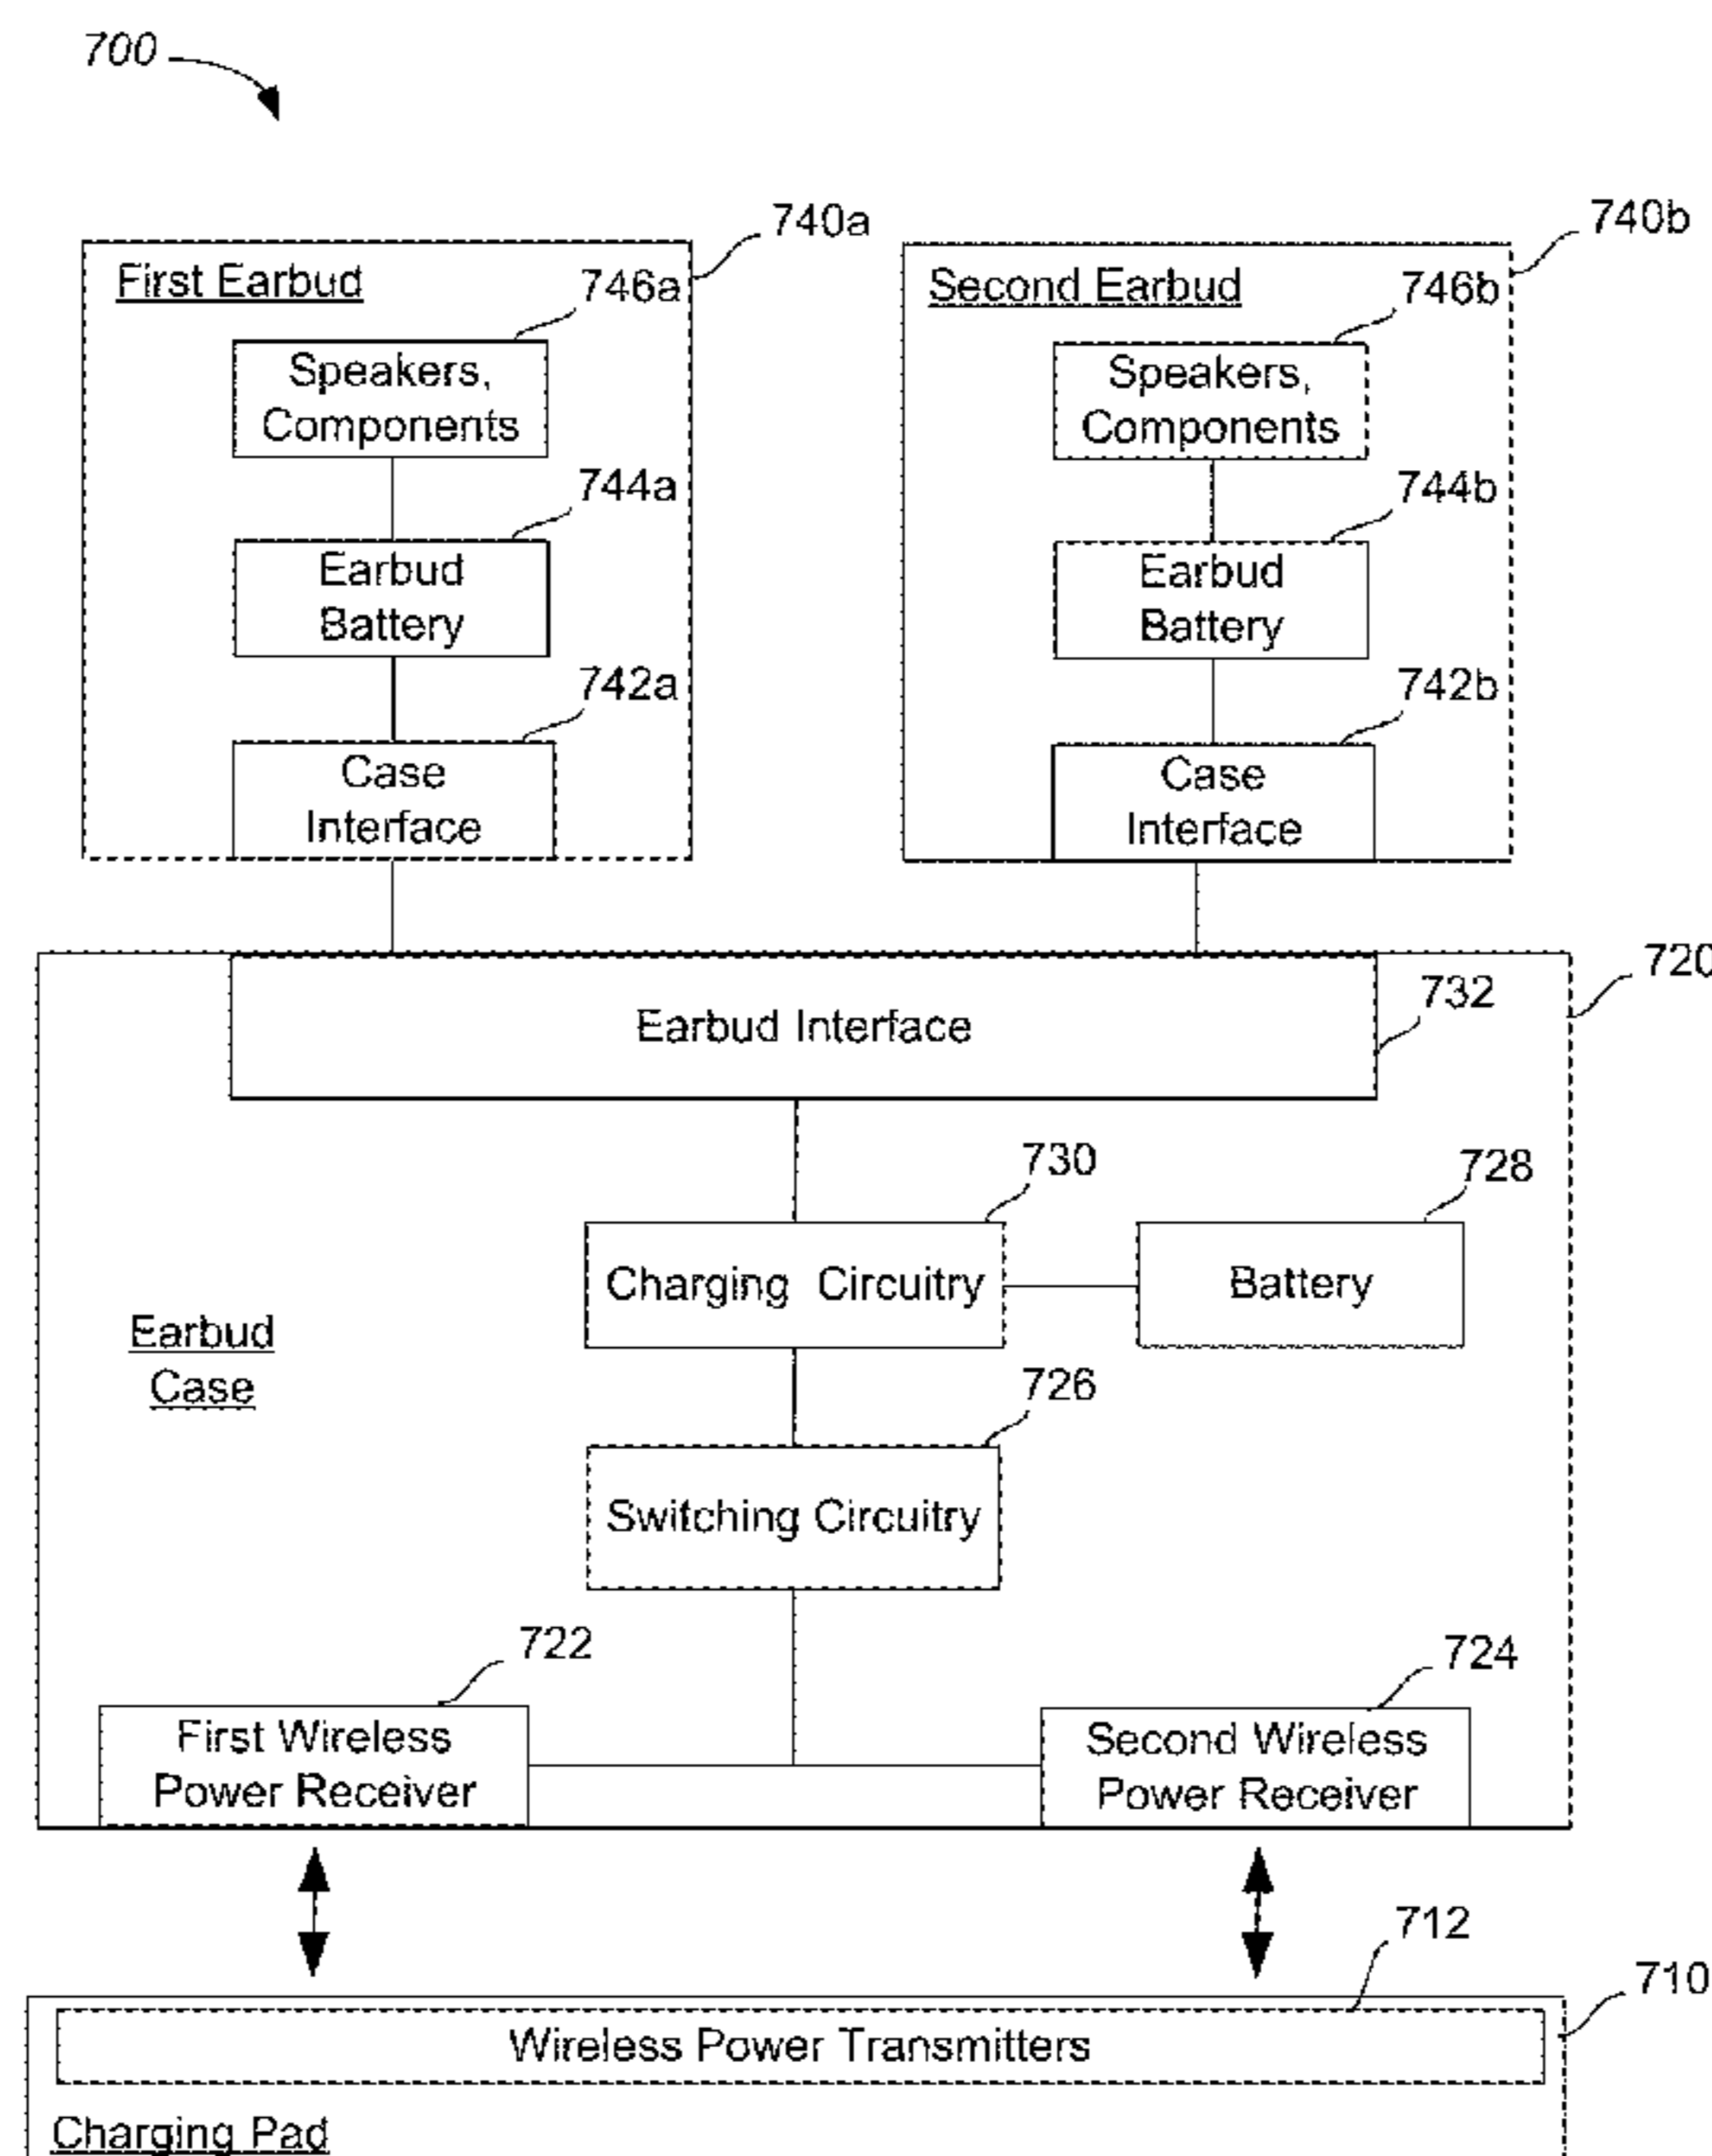 700
740a
740b
First Earbud
746a
Second Earbud
746b
Speakers,
Components
Speakers,
Components
744a
744b
Earbud
Battery
Earbud
Battery
742a
742b
Case
Interface
Case
Interface
720
732
Earbud Interface
730
728
Charging Circuitry
Battery
Earbud
Case
726
Switching Circuitry
722
724
First Wireless
Power Receiver
Second Wireless
Power Receiver
712
710
Wireless Power Transmitters
Charging Pad